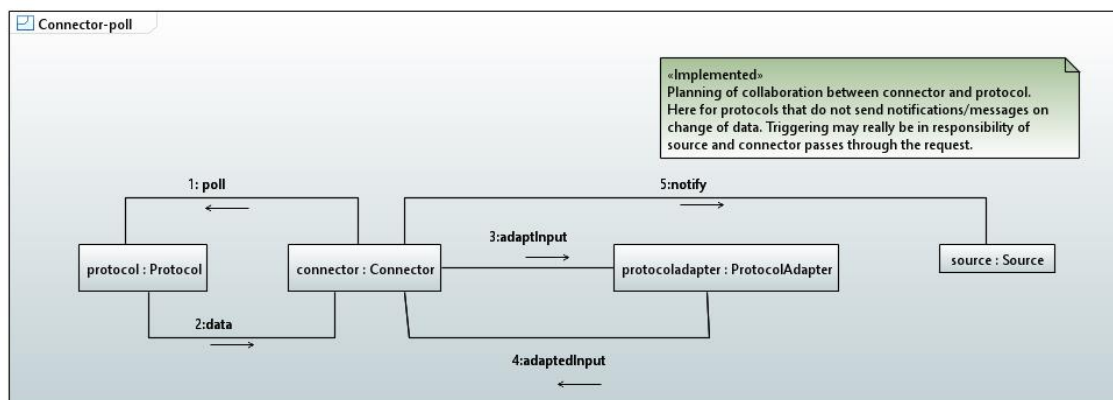 Connector-poll
«Implemented»
Planning of collaboration between connector and protocol.
Here for protocols that do not send notifications/messages on
change of data. Triggering may really be in responsibility of
source and connector passes through the request.
1: poll
5:notify
3:adaptInput
protocol : Protocol
connector : Connector
protocoladapter : ProtocolAdapter
source : Source
2:data
4:adaptedInput